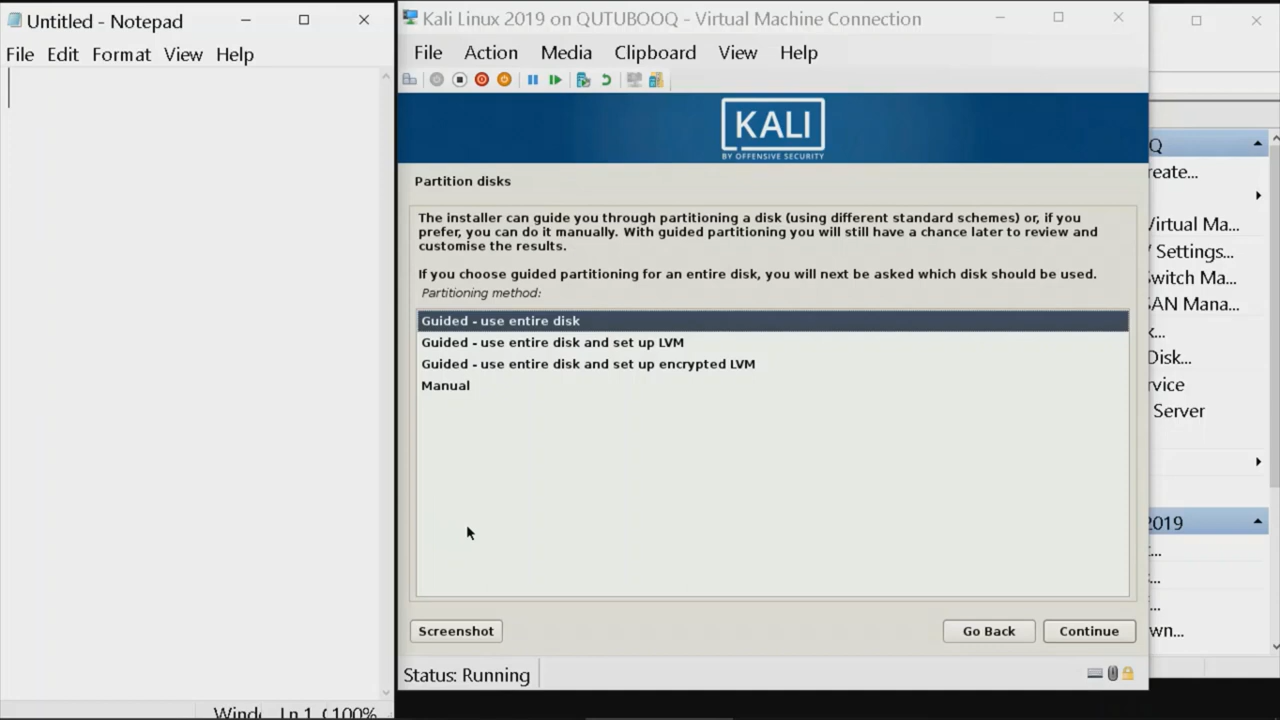 Untitled - Notepad
File Edit Format View Help
Ln 1, 100%
Kali Linux 2019 on QUTUBOOQ - Virtual Machine Connection
File Action Media Clipboard View Help
KALI
BY OFFENSIVE SECURITY
Partition disks
The installer can guide you through partitioning a disk (using different standard schemes) or, if you
prefer, you can do it manually. With guided partitioning you will still have a chance later to review and
customise the results.
If you choose guided partitioning for an entire disk, you will next be asked which disk should be used.
Partitioning method:
Guided - use entire disk
Guided - use entire disk and set up LVM
Guided - use entire disk and set up encrypted LVM
Manual
Screenshot Go Back Continue
Status: Running
Q
reate...
Virtual Ma...
Settings...
Switch Ma...
SAN Mana...
k...
Disk...
rvice
Server
2019
wn...